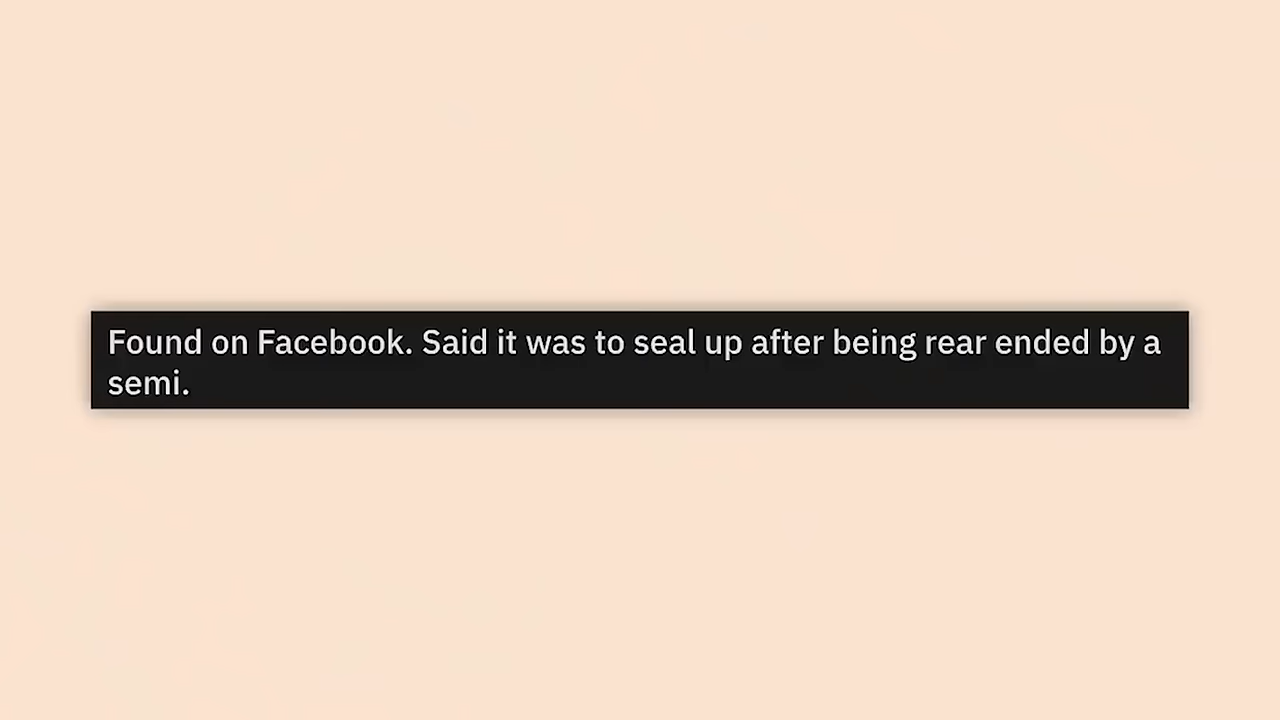 Found on Facebook. Said it was to seal up after being rear ended by a
semi.